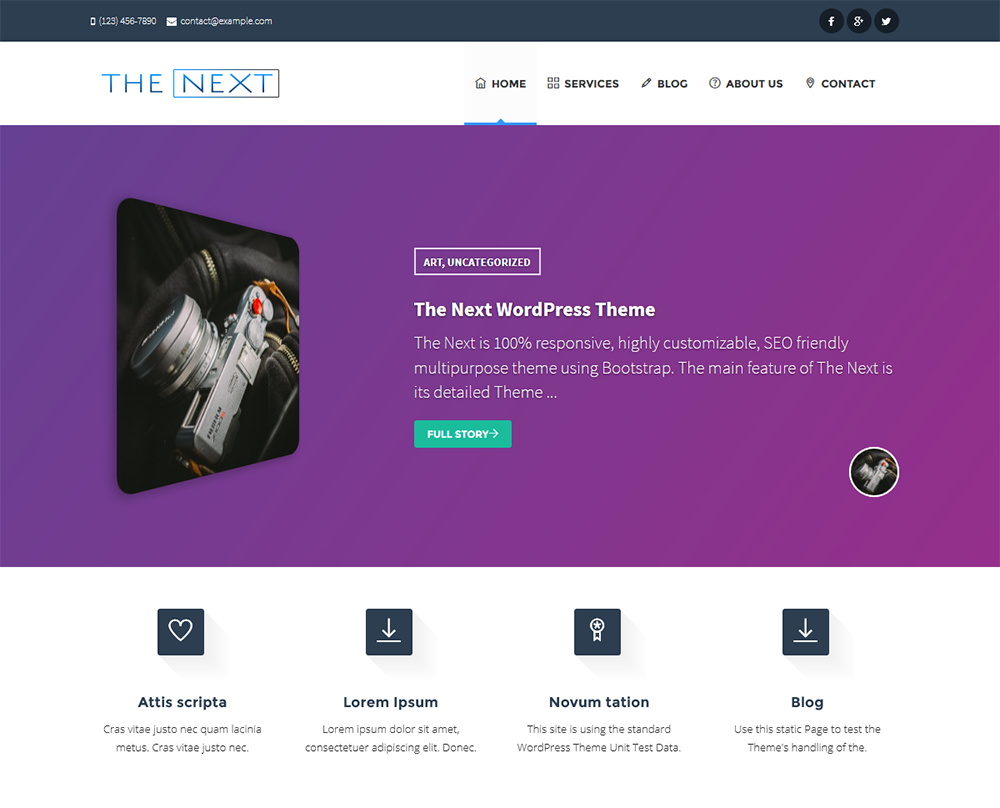 (123) 456-7890 contact@example.com
THE NEXT
HOME SERVICES BLOG ABOUT US CONTACT
ART, UNCATEGORIZED
The Next WordPress Theme
The Next is 100% responsive, highly customizable, SEO friendly
multipurpose theme using Bootstrap. The main feature of The Next is
its detailed Theme ...
FULL STORY
FUJIFILM
Attis scripta
Cras vitae justo nec quam lacinia
metus. Cras vitae justo nec.
Lorem Ipsum
Lorem ipsum dolor sit amet,
consectetuer adipiscing elit. Donec.
Novum tation
This site is using the standard
WordPress Theme Unit Test Data.
Blog
Use this static Page to test the
Theme's handling of the.